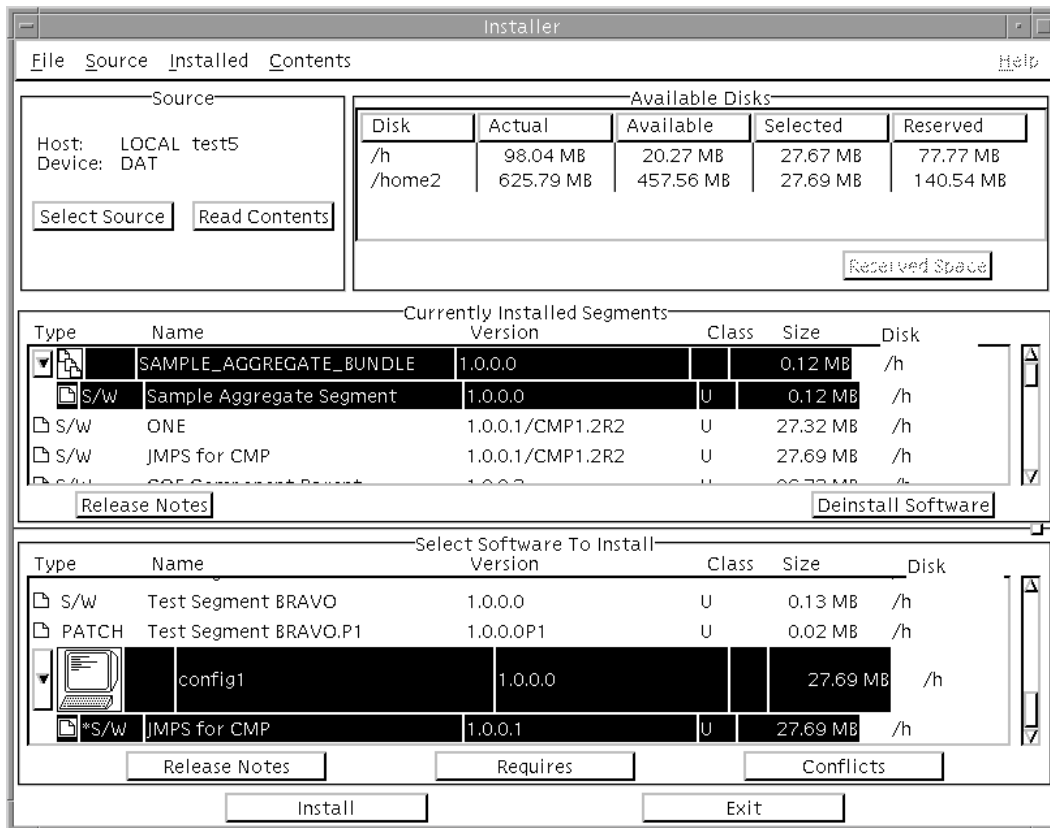 Installer
File Source Installed Contents Help
Source
Host: LOCAL test5
Device: DAT
Select Source Read Contents
Available Disks
Disk Actual Available Selected Reserved
/h 98.04 MB 20.27 MB 27.67 MB 77.77 MB
/home2 625.79 MB 457.56 MB 27.69 MB 140.54 MB
Reserved Space
Currently Installed Segments
Type Name Version Class Size Disk
SAMPLE_AGGREGATE_BUNDLE 1.0.0.0 0.12 MB /h
S/W Sample Aggregate Segment 1.0.0.0 U 0.12 MB /h
S/W ONE 1.0.0.1/CMP1.2R2 U 27.32 MB /h
S/W JMPS for CMP 1.0.0.1/CMP1.2R2 U 27.69 MB /h
Release Notes Deinstall Software
Select Software To Install
Type Name Version Class Size Disk
S/W Test Segment BRAVO 1.0.0.0 U 0.13 MB /h
PATCH Test Segment BRAVO.P1 1.0.0.0P1 U 0.02 MB /h
config1 1.0.0.0 27.69 MB /h
*S/W JMPS for CMP 1.0.0.1 U 27.69 MB /h
Release Notes Requires Conflicts
Install Exit